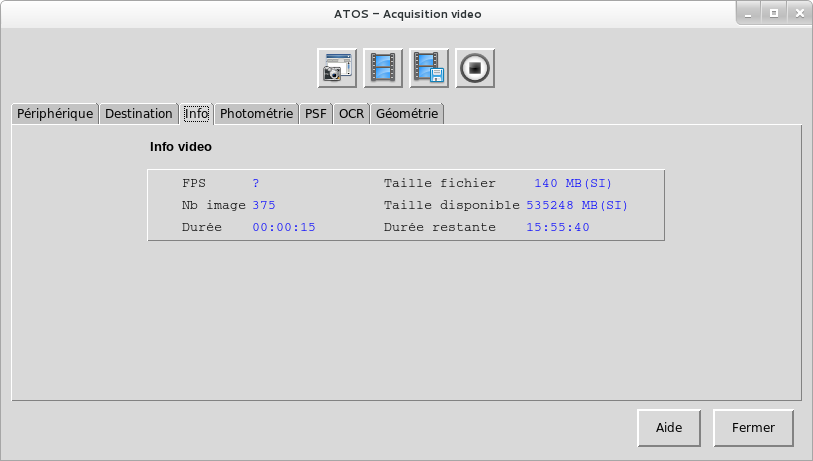 ATOS – Acquisition video
Périphérique Destination Info Photométrie PSF OCR Géométrie
Info video
FPS ? Taille fichier 140 MB(SI)
Nb image 375 Taille disponible 535248 MB(SI)
Durée 00:00:15 Durée restante 15:55:40
Aide Fermer